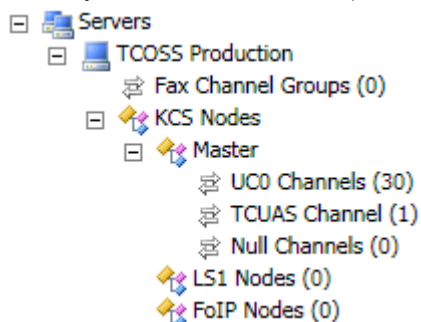 Servers
TCOSS Production
Fax Channel Groups (0)
KCS Nodes
Master
UC0 Channels (30)
TCUAS Channel (1)
Null Channels (0)
LS1 Nodes (0)
FoIP Nodes (0)